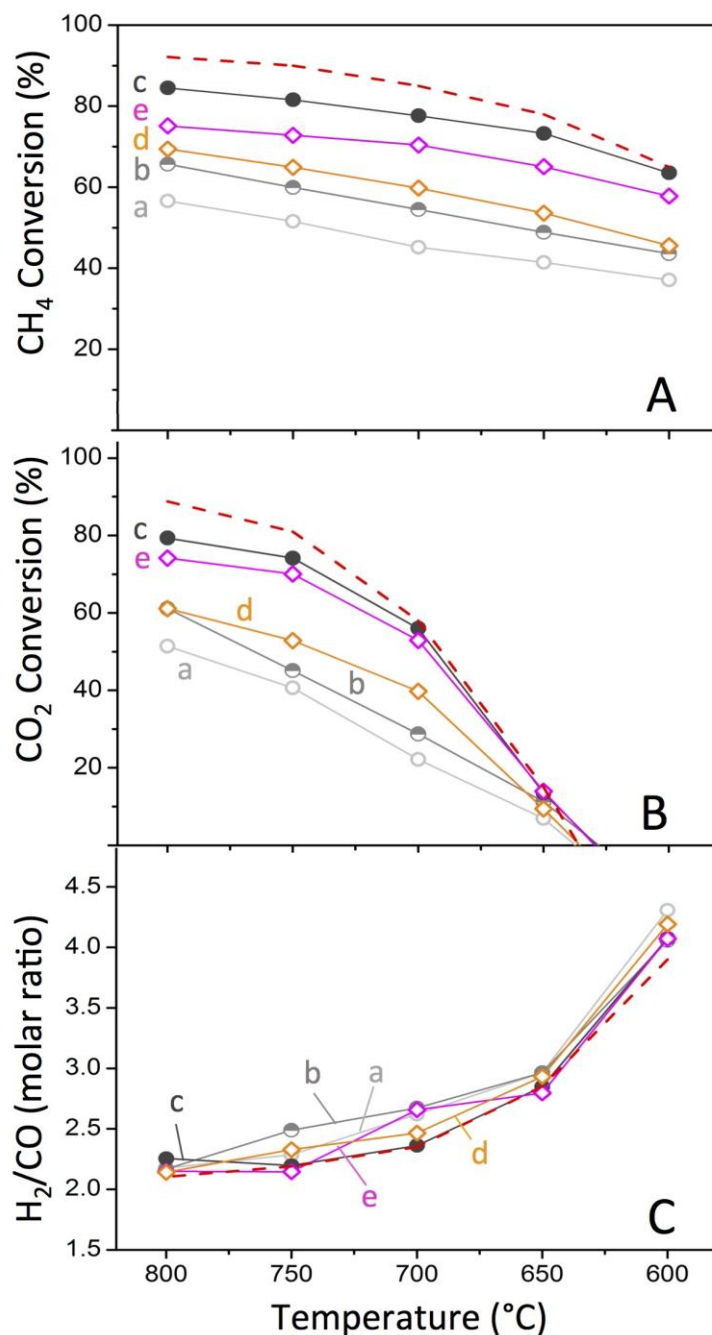 100
80
60
40
20
CH₄ Conversion (%)
c
e
d
b
a
A
100
80
60
40
20
CO₂ Conversion (%)
c
e
d
a
b
B
4.5
4.0
3.5
3.0
2.5
2.0
1.5
H₂/CO (molar ratio)
c
b
a
e
d
C
800 750 700 650 600
Temperature (°C)